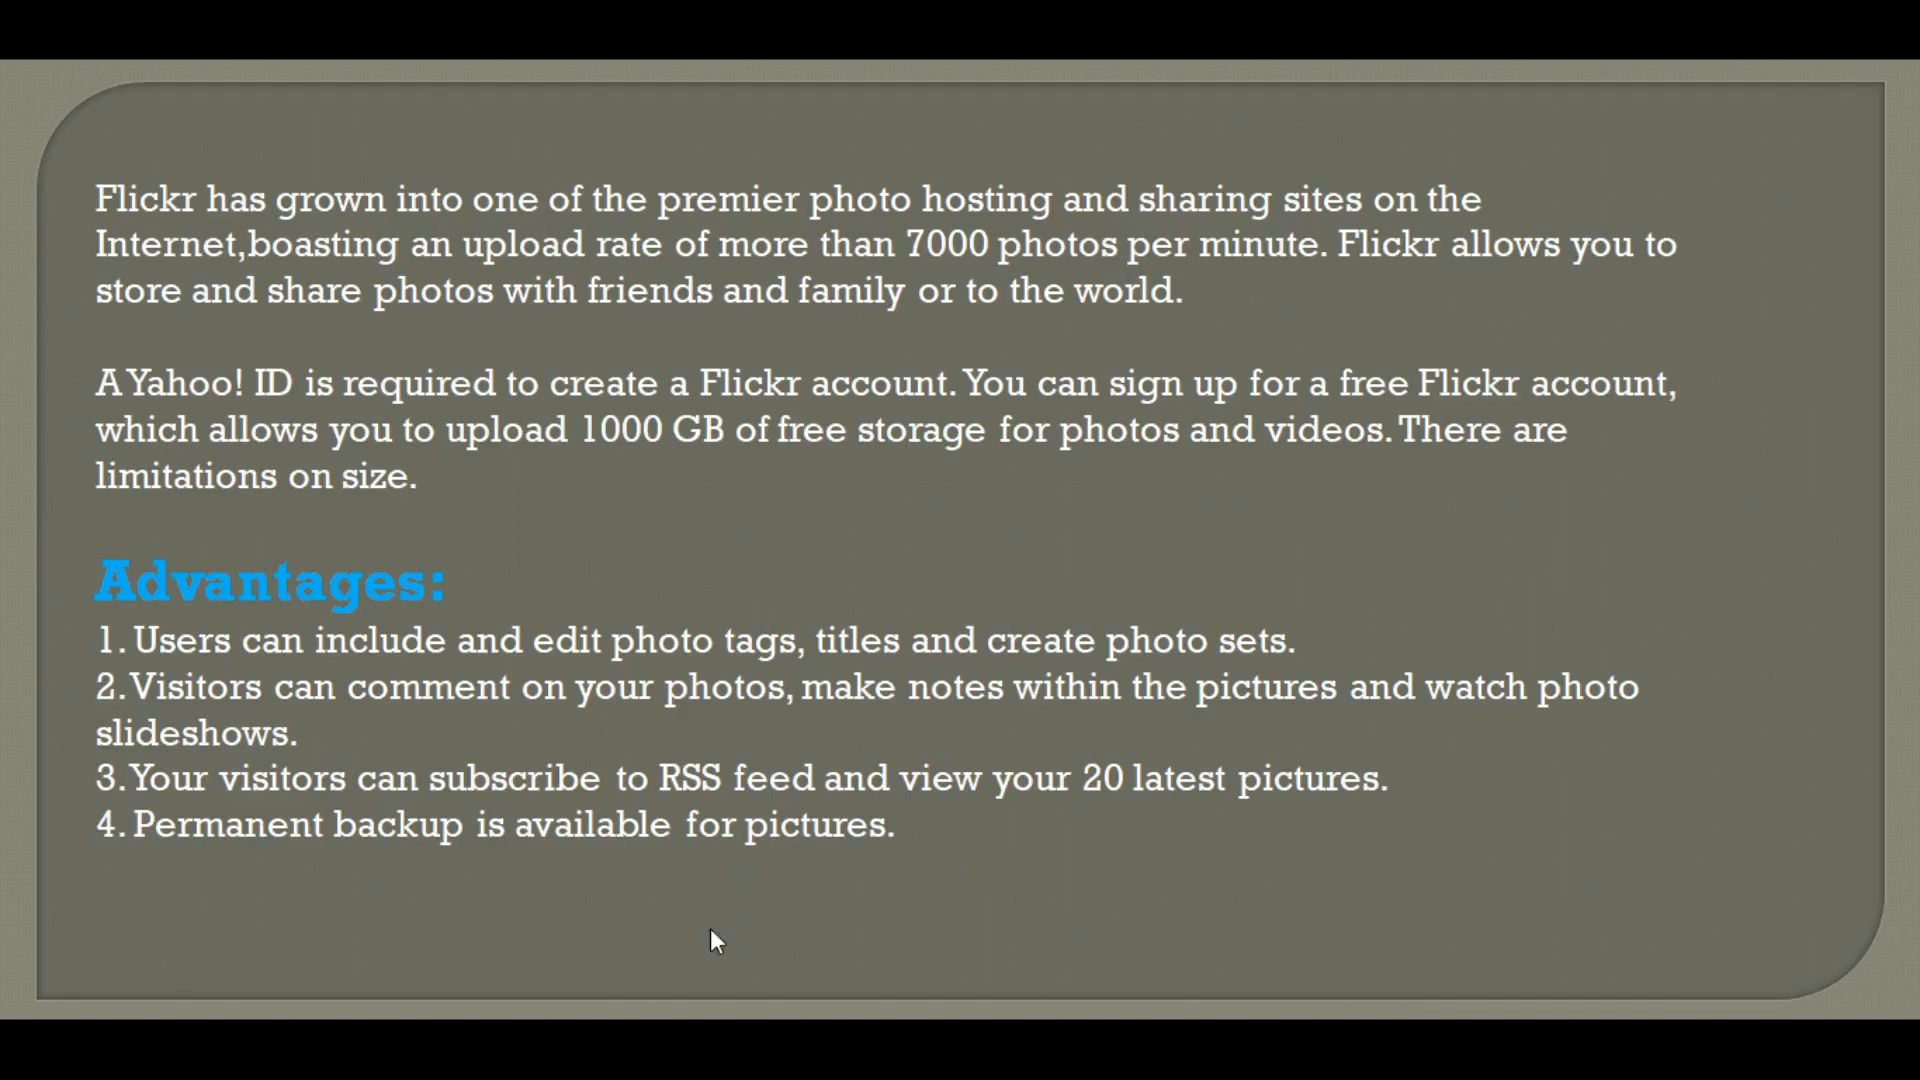 Flickr has grown into one of the premier photo hosting and sharing sites on the
Internet,boasting an upload rate of more than 7000 photos per minute. Flickr allows you to
store and share photos with friends and family or to the world.
A Yahoo! ID is required to create a Flickr account. You can sign up for a free Flickr account,
which allows you to upload 1000 GB of free storage for photos and videos. There are
limitations on size.
Advantages:
1. Users can include and edit photo tags, titles and create photo sets.
2. Visitors can comment on your photos, make notes within the pictures and watch photo
slideshows.
3. Your visitors can subscribe to RSS feed and view your 20 latest pictures.
4. Permanent backup is available for pictures.